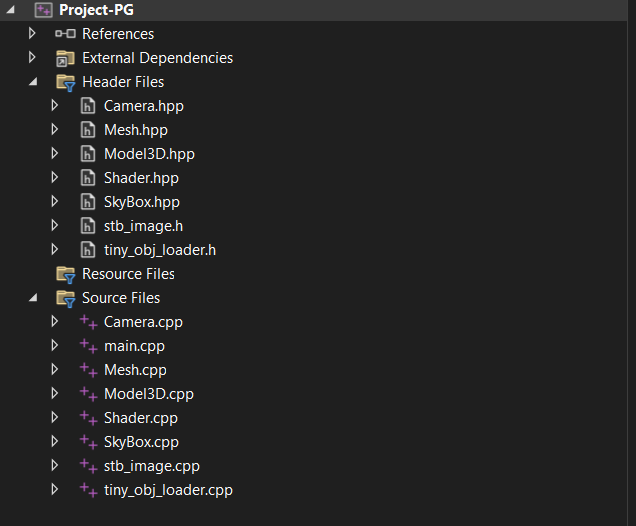 Project-PG
References
External Dependencies
Header Files
Camera.hpp
Mesh.hpp
Model3D.hpp
Shader.hpp
SkyBox.hpp
stb_image.h
tiny_obj_loader.h
Resource Files
Source Files
Camera.cpp
main.cpp
Mesh.cpp
Model3D.cpp
Shader.cpp
SkyBox.cpp
stb_image.cpp
tiny_obj_loader.cpp